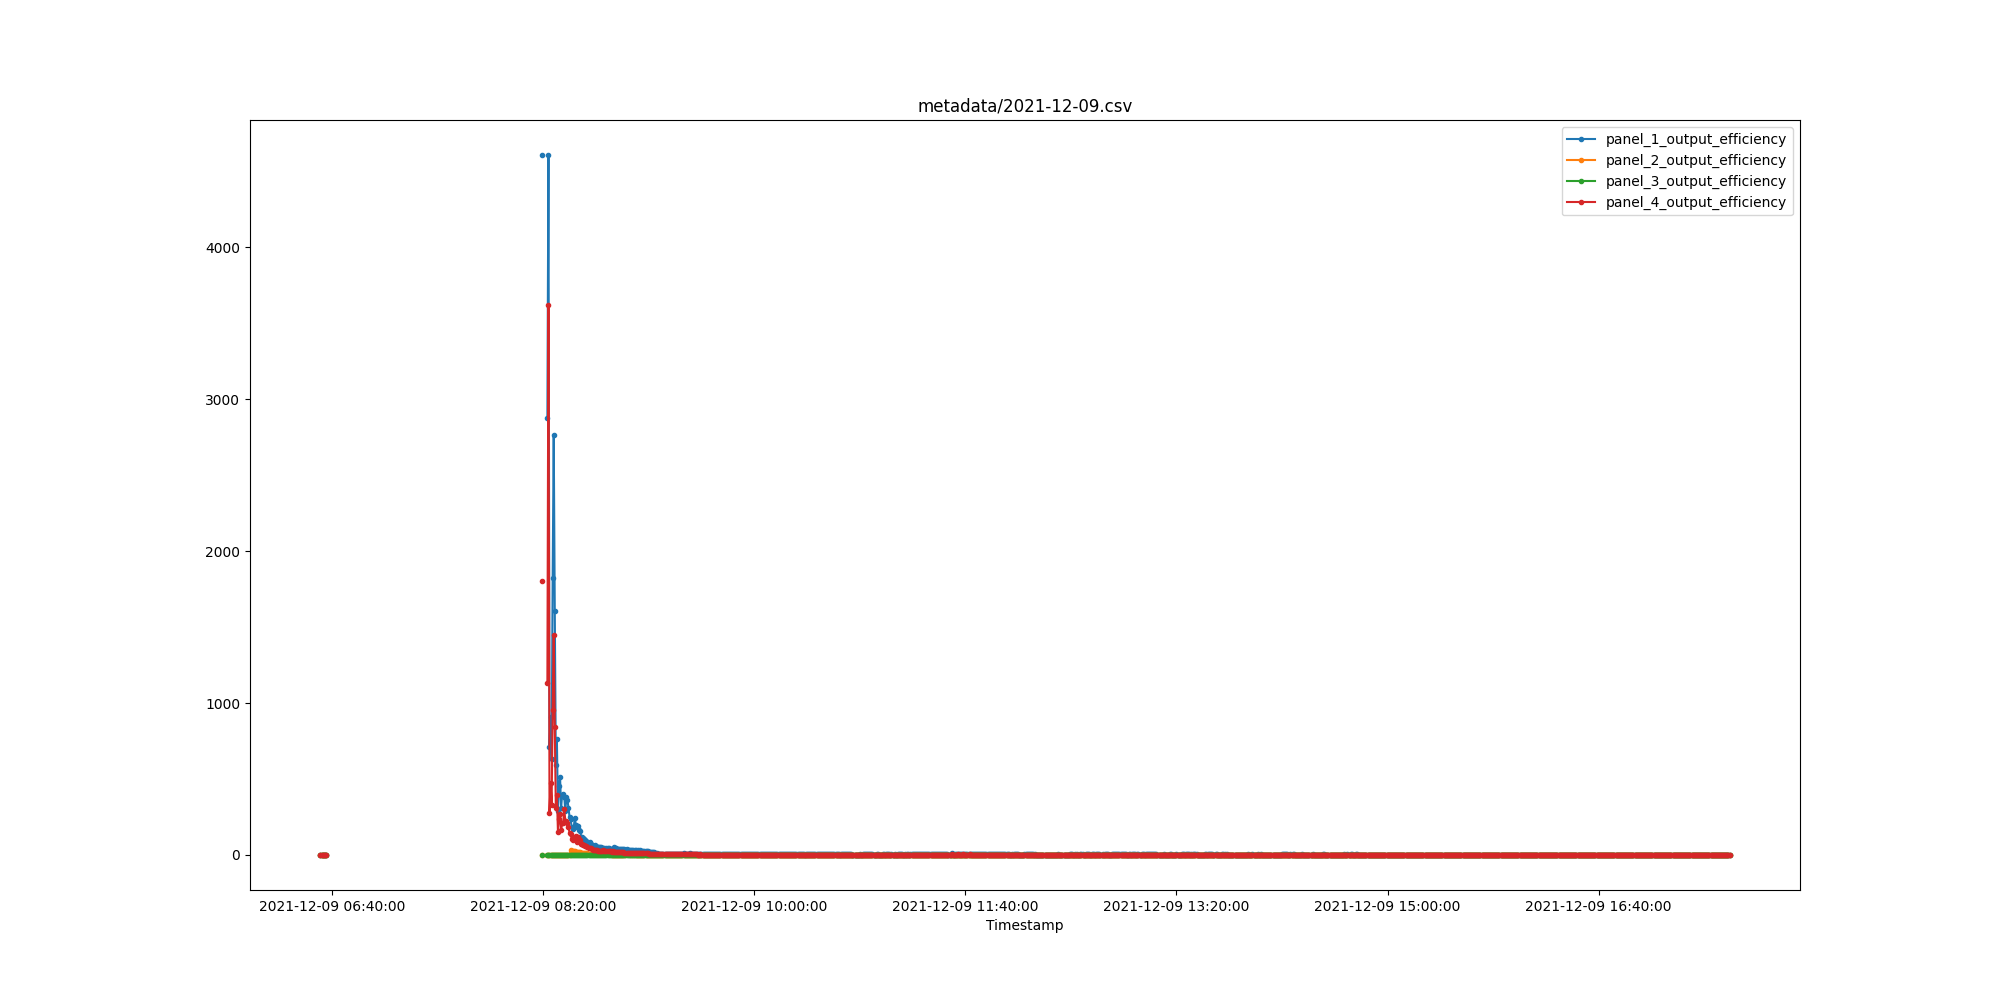 metadata/2021-12-09.csv
panel_1_output_efficiency
panel_2_output_efficiency
panel_3_output_efficiency
panel_4_output_efficiency
4000
3000
2000
1000
0
2021-12-09 06:40:00 2021-12-09 08:20:00 2021-12-09 10:00:00 2021-12-09 11:40:00 2021-12-09 13:20:00 2021-12-09 15:00:00 2021-12-09 16:40:00
Timestamp